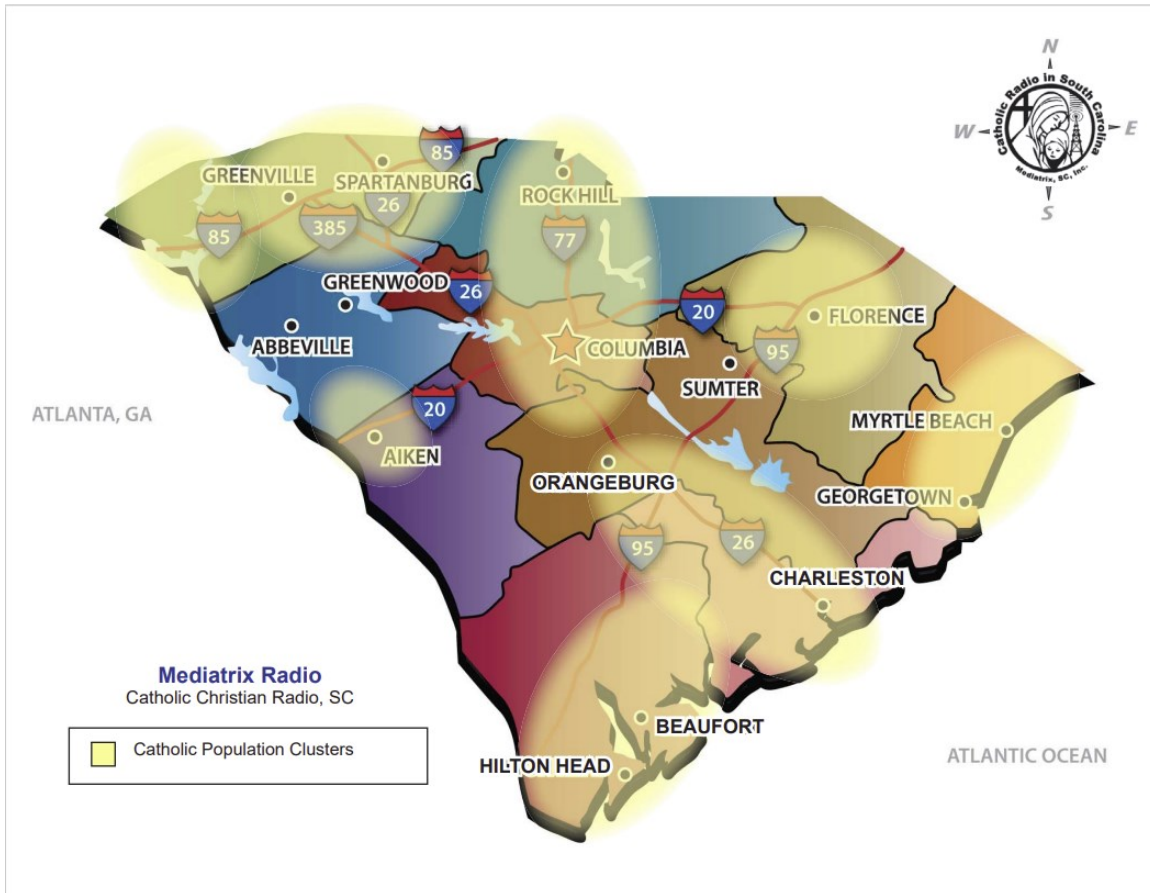 N
W
E
S
Catholic Radio in South Carolina
Mediatrix, SC, Inc.
85
GREENVILLE
SPARTANBURG
26
ROCK HILL
385
85
77
GREENWOOD
26
20
FLORENCE
ABBEVILLE
COLUMBIA
95
SUMTER
20
ATLANTA, GA
MYRTLE BEACH
AIKEN
ORANGEBURG
GEORGETOWN
95
26
CHARLESTON
Mediatrix Radio
Catholic Christian Radio, SC
BEAUFORT
Catholic Population Clusters
HILTON HEAD
ATLANTIC OCEAN